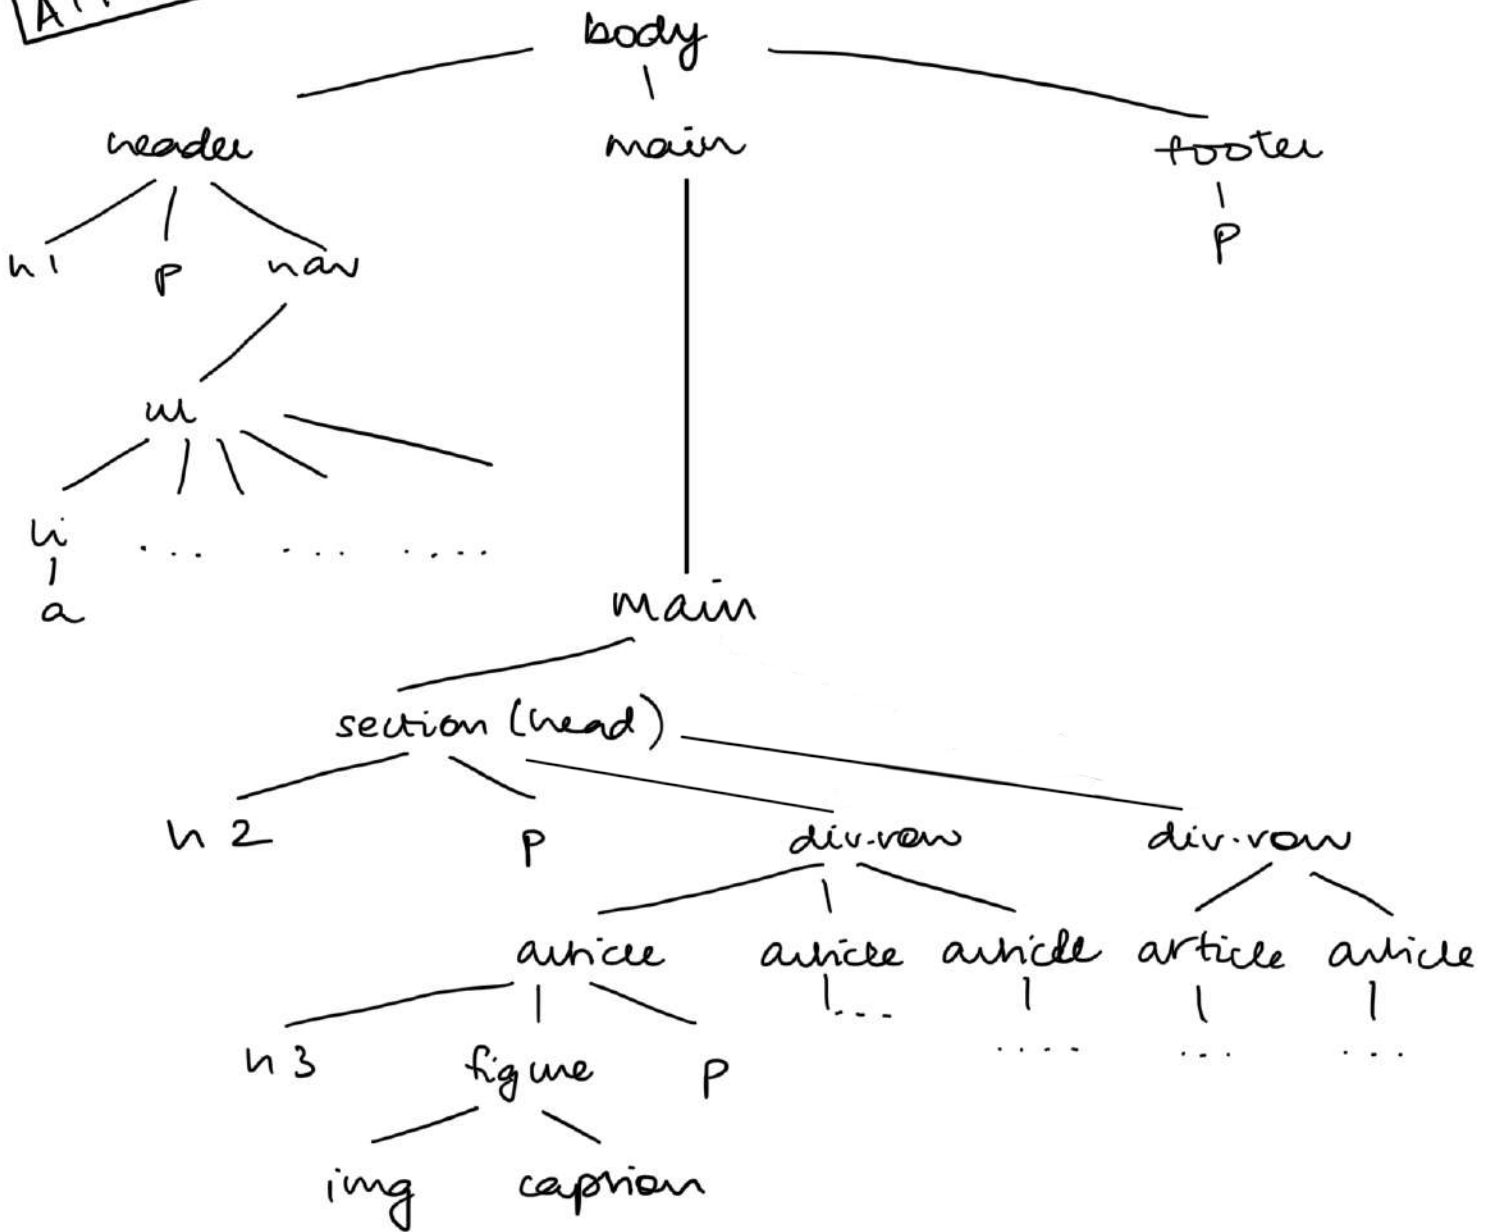 body
header main footer
h1 p nav p
ul
li ... ... ....
a
main
section (head)
h2 p div.row div.row
article article article article article
... .... ... ...
h3 figure p
img caption